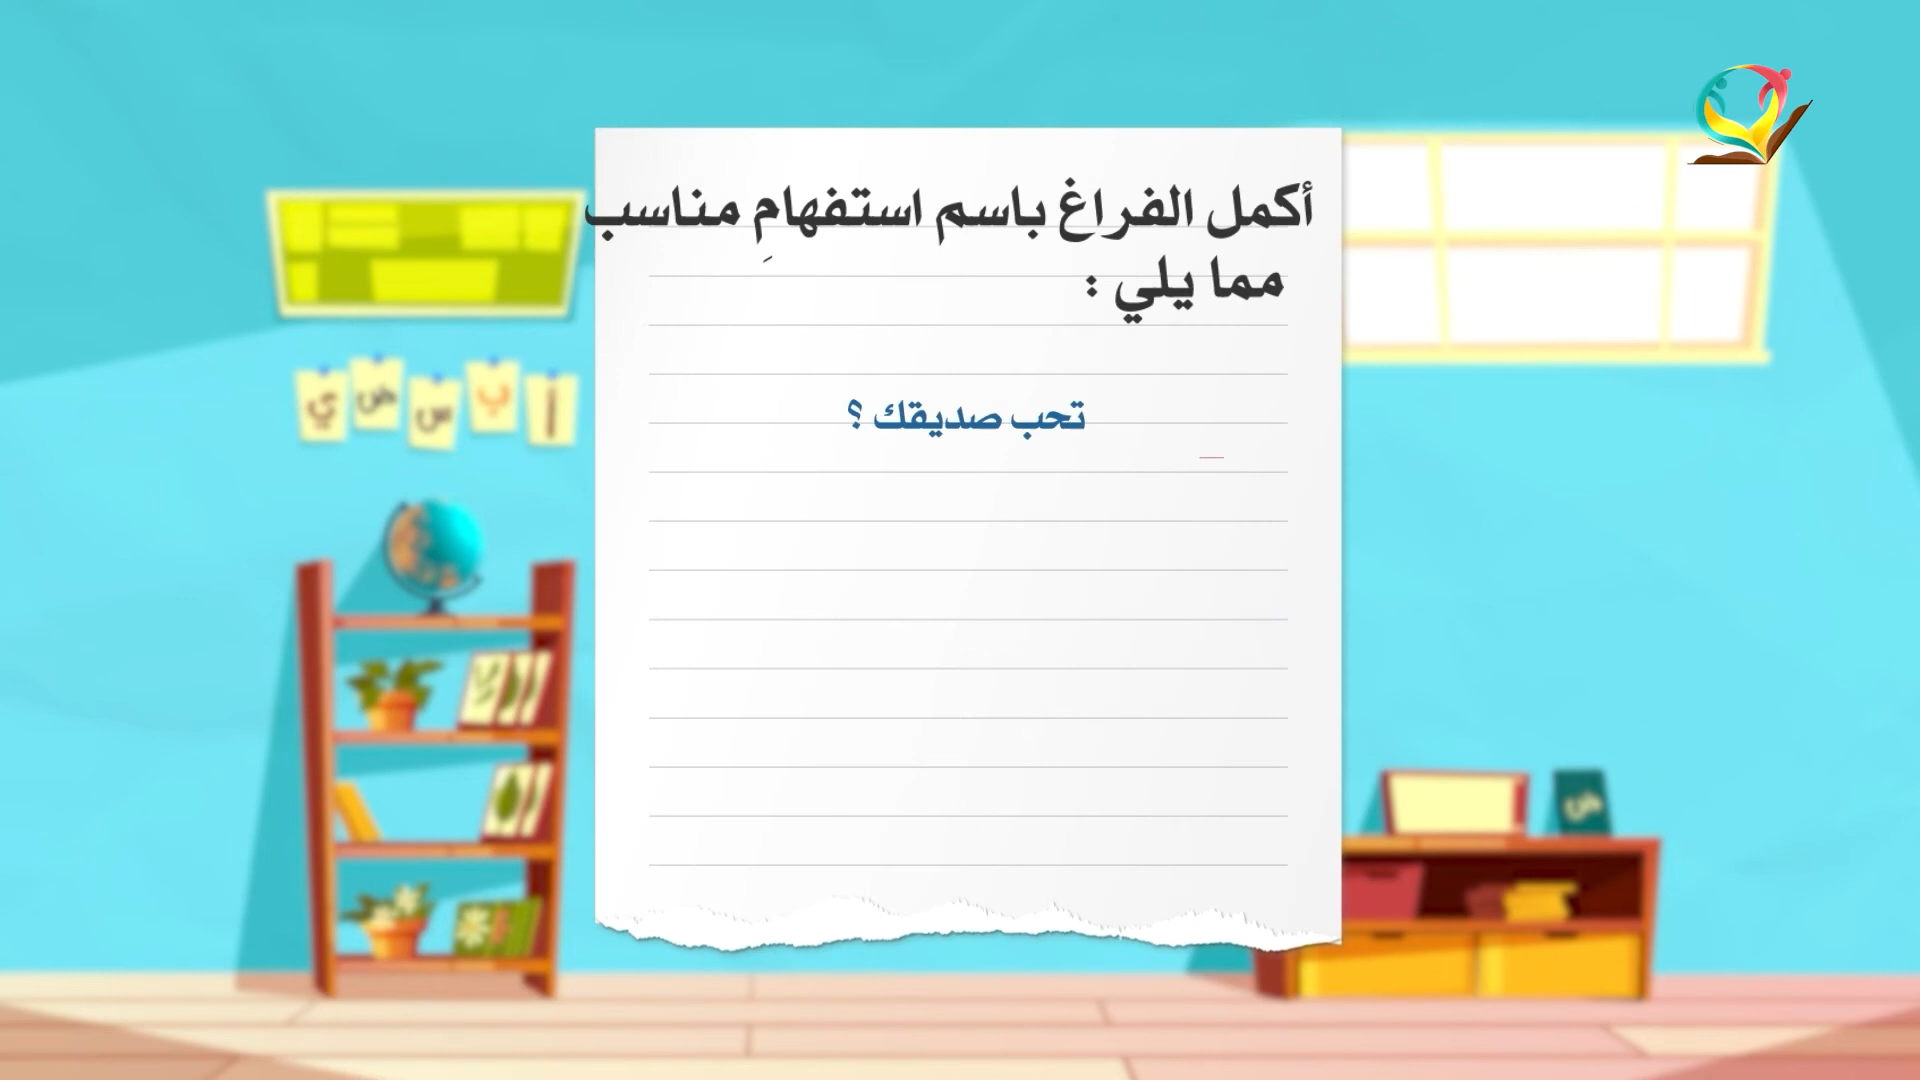 أكمل الفراغ باسم استفهامِ مناسب
مما يلي :
تحب صديقك ؟
أ ب س ض ي
ض